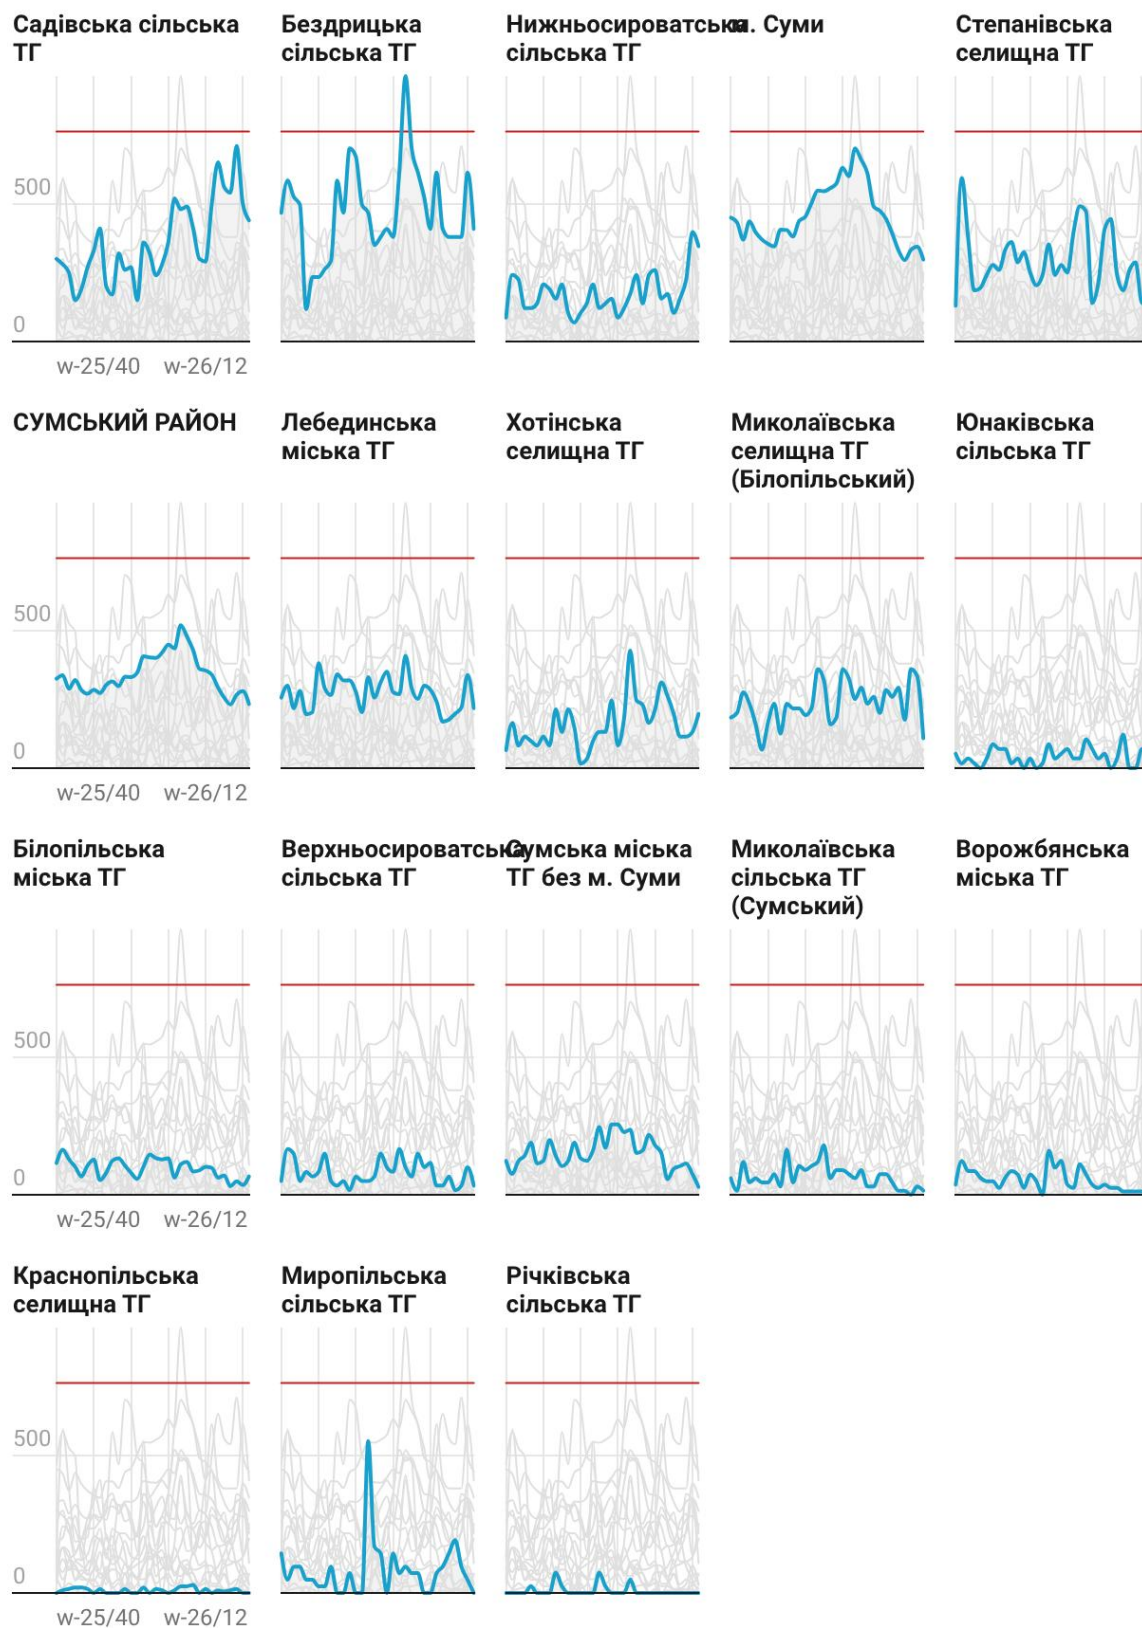 Садівська сільська
ТГ
Бездрицька
сільська ТГ
Нижньосироватська
сільська ТГ
м. Суми
Степанівська
селищна ТГ
500
0
w-25/40 w-26/12
СУМСЬКИЙ РАЙОН
Лебединська
міська ТГ
Хотінська
селищна ТГ
Миколаївська
селищна ТГ
(Білопільський)
Юнаківська
сільська ТГ
500
0
w-25/40 w-26/12
Білопільська
міська ТГ
Верхньосироватська
сільська ТГ
Сумська міська
ТГ без м. Суми
Миколаївська
сільська ТГ
(Сумський)
Ворожбянська
міська ТГ
500
0
w-25/40 w-26/12
Краснопільська
селищна ТГ
Миропільська
сільська ТГ
Річківська
сільська ТГ
500
0
w-25/40 w-26/12